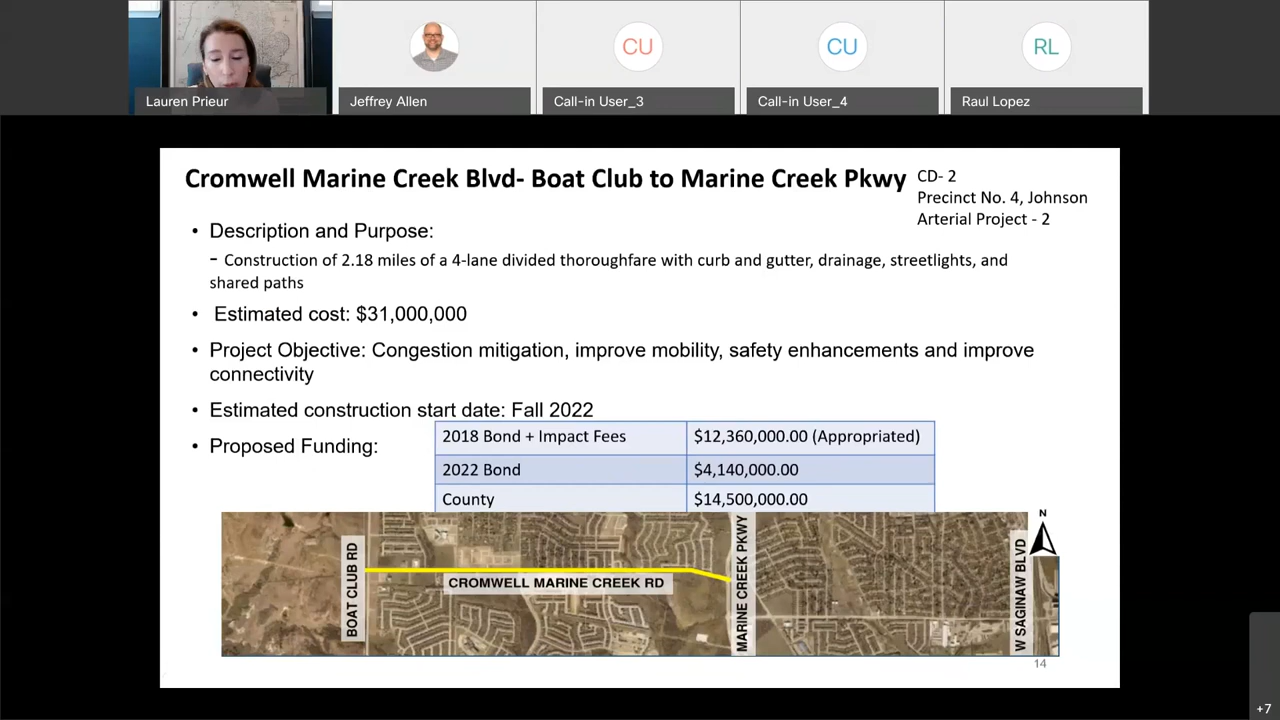 CU
CU
RL
Lauren Prieur
Jeffrey Allen
Call-in User_3
Call-in User_4
Raul Lopez
Cromwell Marine Creek Blvd- Boat Club to Marine Creek Pkwy
CD- 2
Precinct No. 4, Johnson
Arterial Project - 2
• Description and Purpose:
- Construction of 2.18 miles of a 4-lane divided thoroughfare with curb and gutter, drainage, streetlights, and
shared paths
• Estimated cost: $31,000,000
• Project Objective: Congestion mitigation, improve mobility, safety enhancements and improve
connectivity
• Estimated construction start date: Fall 2022
• Proposed Funding:
2018 Bond + Impact Fees $12,360,000.00 (Appropriated)
2022 Bond $4,140,000.00
County $14,500,000.00
N
BOAT CLUB RD
CROMWELL MARINE CREEK RD
MARINE CREEK PKWY
W SAGINAW BLVD
14
+7